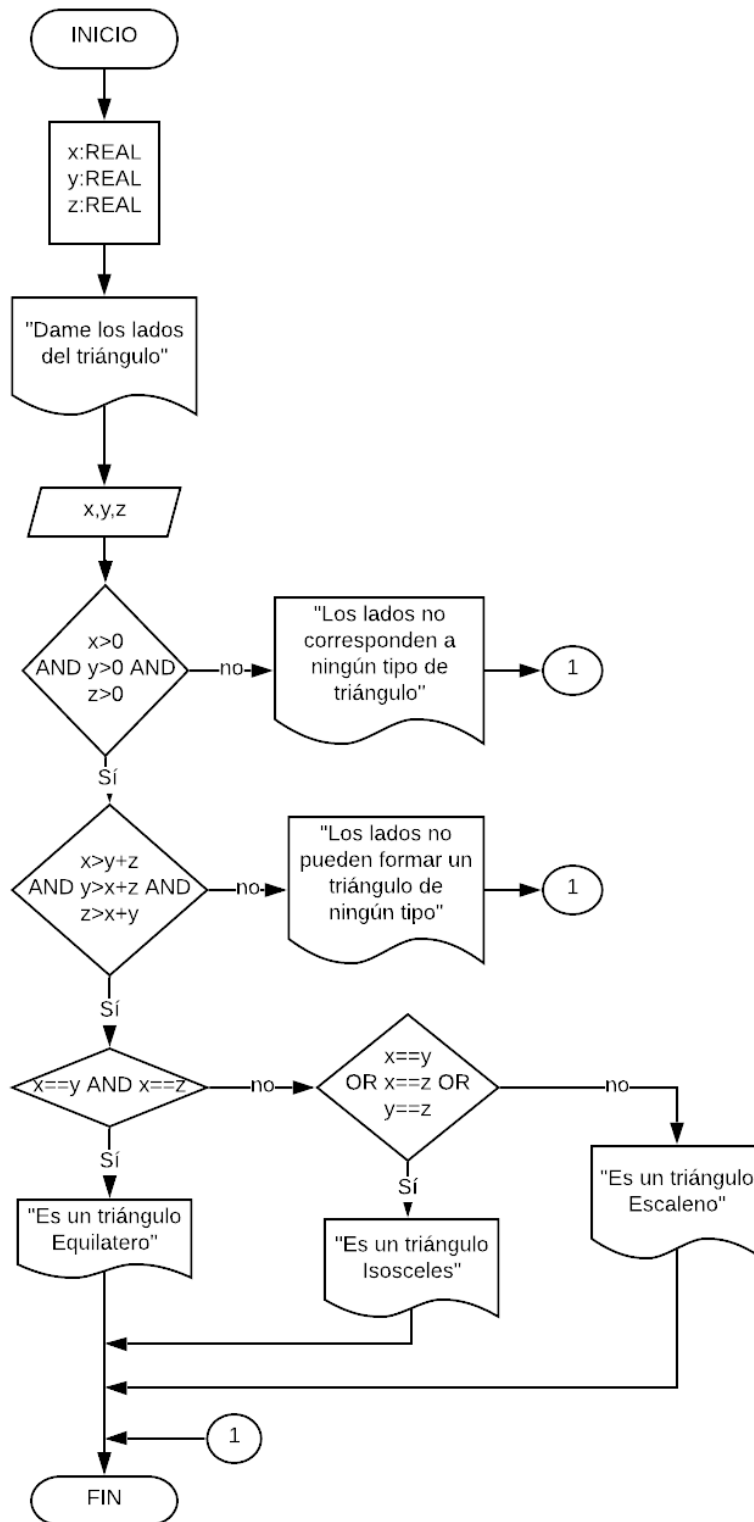 INICIO
x:REAL
y:REAL
z:REAL
"Dame los lados
del triángulo"
x,y,z
x>0
AND y>0 AND
z>0
no
"Los lados no
corresponden a
ningún tipo de
triángulo"
1
Sí
x>y+z
AND y>x+z AND
z>x+y
no
"Los lados no
pueden formar un
triángulo de
ningún tipo"
1
Sí
x==y AND x==z
no
x==y
OR x==z OR
y==z
no
Sí
"Es un triángulo
Equilatero"
Sí
"Es un triángulo
Isosceles"
"Es un triángulo
Escaleno"
1
FIN